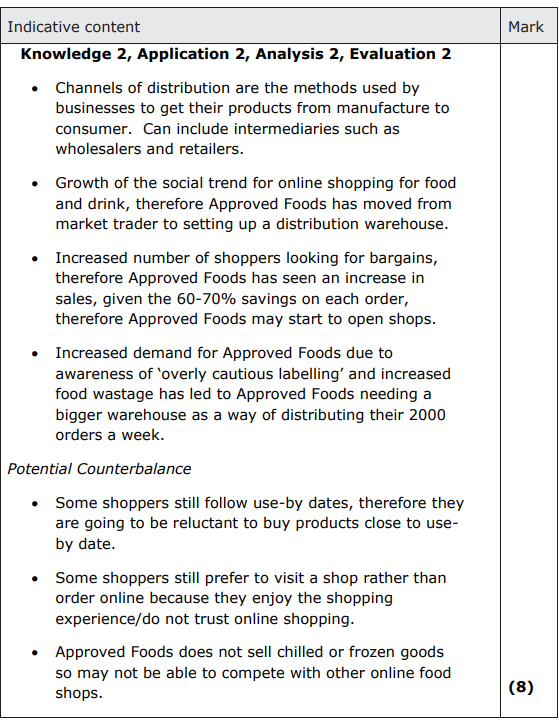 Indicative content Mark
Knowledge 2, Application 2, Analysis 2, Evaluation 2
• Channels of distribution are the methods used by
businesses to get their products from manufacture to
consumer.  Can include intermediaries such as
wholesalers and retailers.
• Growth of the social trend for online shopping for food
and drink, therefore Approved Foods has moved from
market trader to setting up a distribution warehouse.
• Increased number of shoppers looking for bargains,
therefore Approved Foods has seen an increase in
sales, given the 60-70% savings on each order,
therefore Approved Foods may start to open shops.
• Increased demand for Approved Foods due to
awareness of ‘overly cautious labelling’ and increased
food wastage has led to Approved Foods needing a
bigger warehouse as a way of distributing their 2000
orders a week.
Potential Counterbalance
• Some shoppers still follow use-by dates, therefore they
are going to be reluctant to buy products close to use-
by date.
• Some shoppers still prefer to visit a shop rather than
order online because they enjoy the shopping
experience/do not trust online shopping.
• Approved Foods does not sell chilled or frozen goods
so may not be able to compete with other online food
shops.
(8)